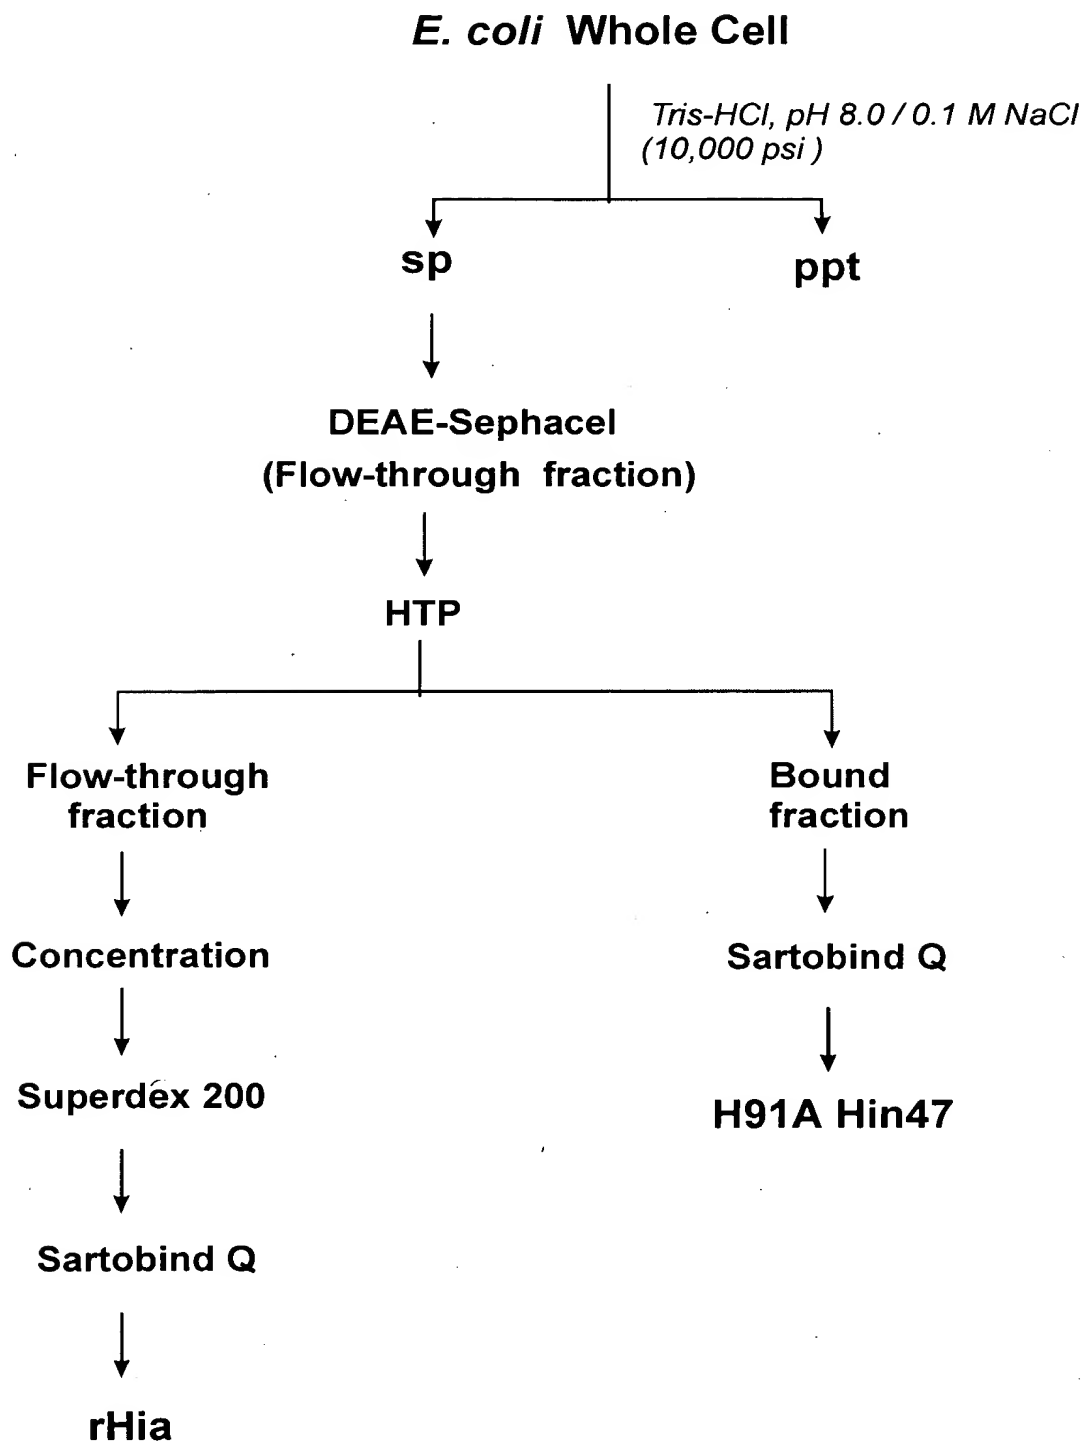 E. coli Whole Cell
Tris-HCl, pH 8.0 / 0.1 M NaCl
(10,000 psi )
sp
ppt
DEAE-Sephacel
(Flow-through fraction)
HTP
Flow-through
fraction
Bound
fraction
Concentration
Sartobind Q
Superdex 200
H91A Hin47
Sartobind Q
rHia